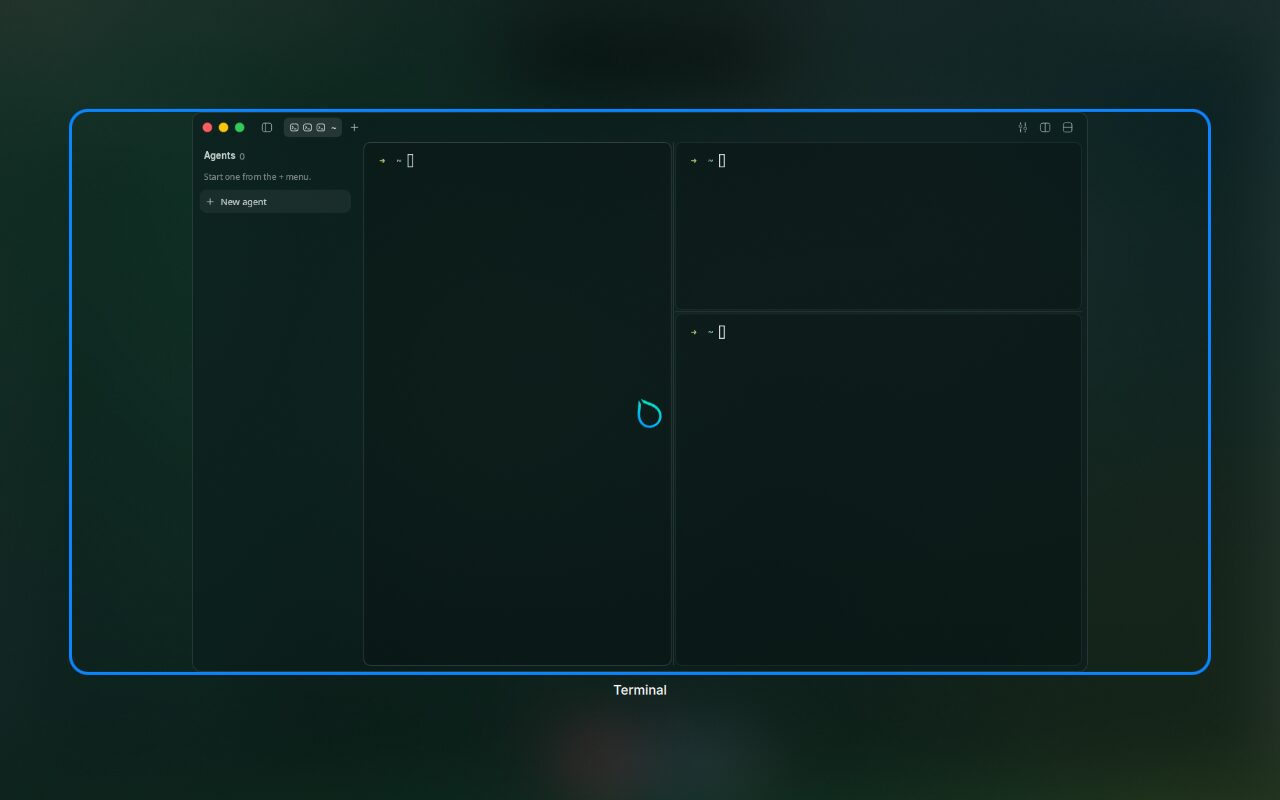 ~ +
Agents 0
Start one from the + menu.
+ New agent
➜ ~
➜ ~
➜ ~
Terminal